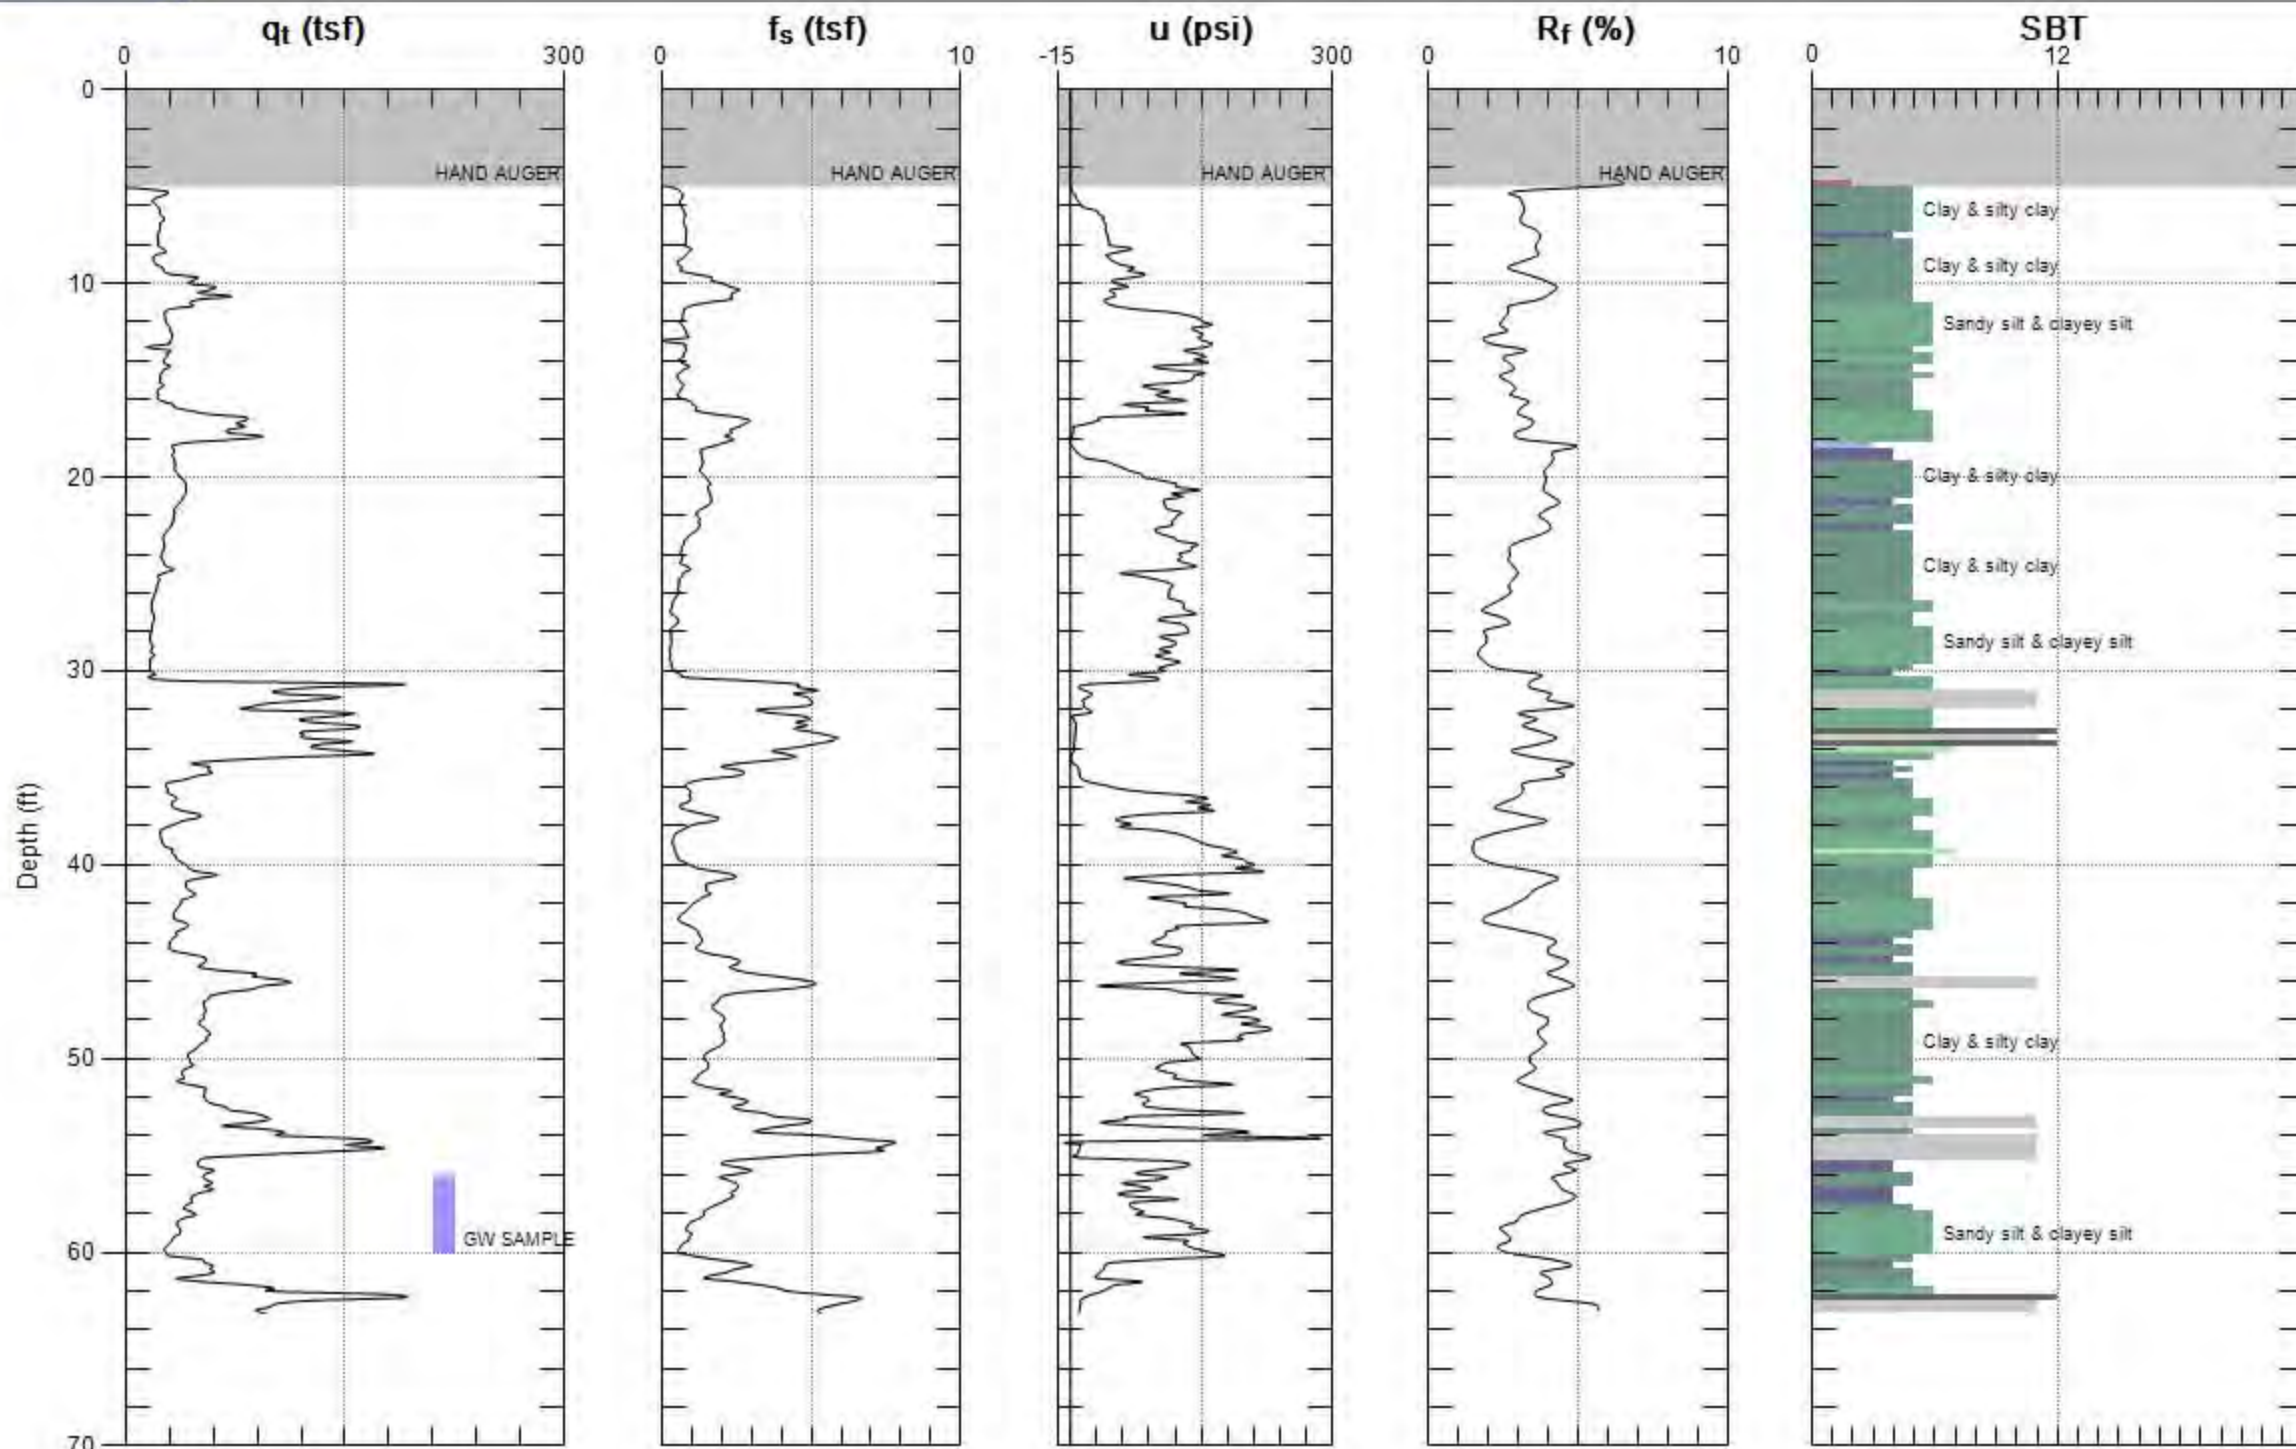 qt (tsf) fs (tsf) u (psi) Rf (%) SBT
0 300 0 10 -15 300 0 10 0 12
0
HAND AUGER HAND AUGER HAND AUGER HAND AUGER
Clay & silty clay
Clay & silty clay
10
Sandy silt & clayey silt
20 Clay & silty clay
Clay & silty clay
Sandy silt & clayey silt
30
Depth (ft)
40
Clay & silty clay
50
GW SAMPLE Sandy silt & clayey silt
60
70